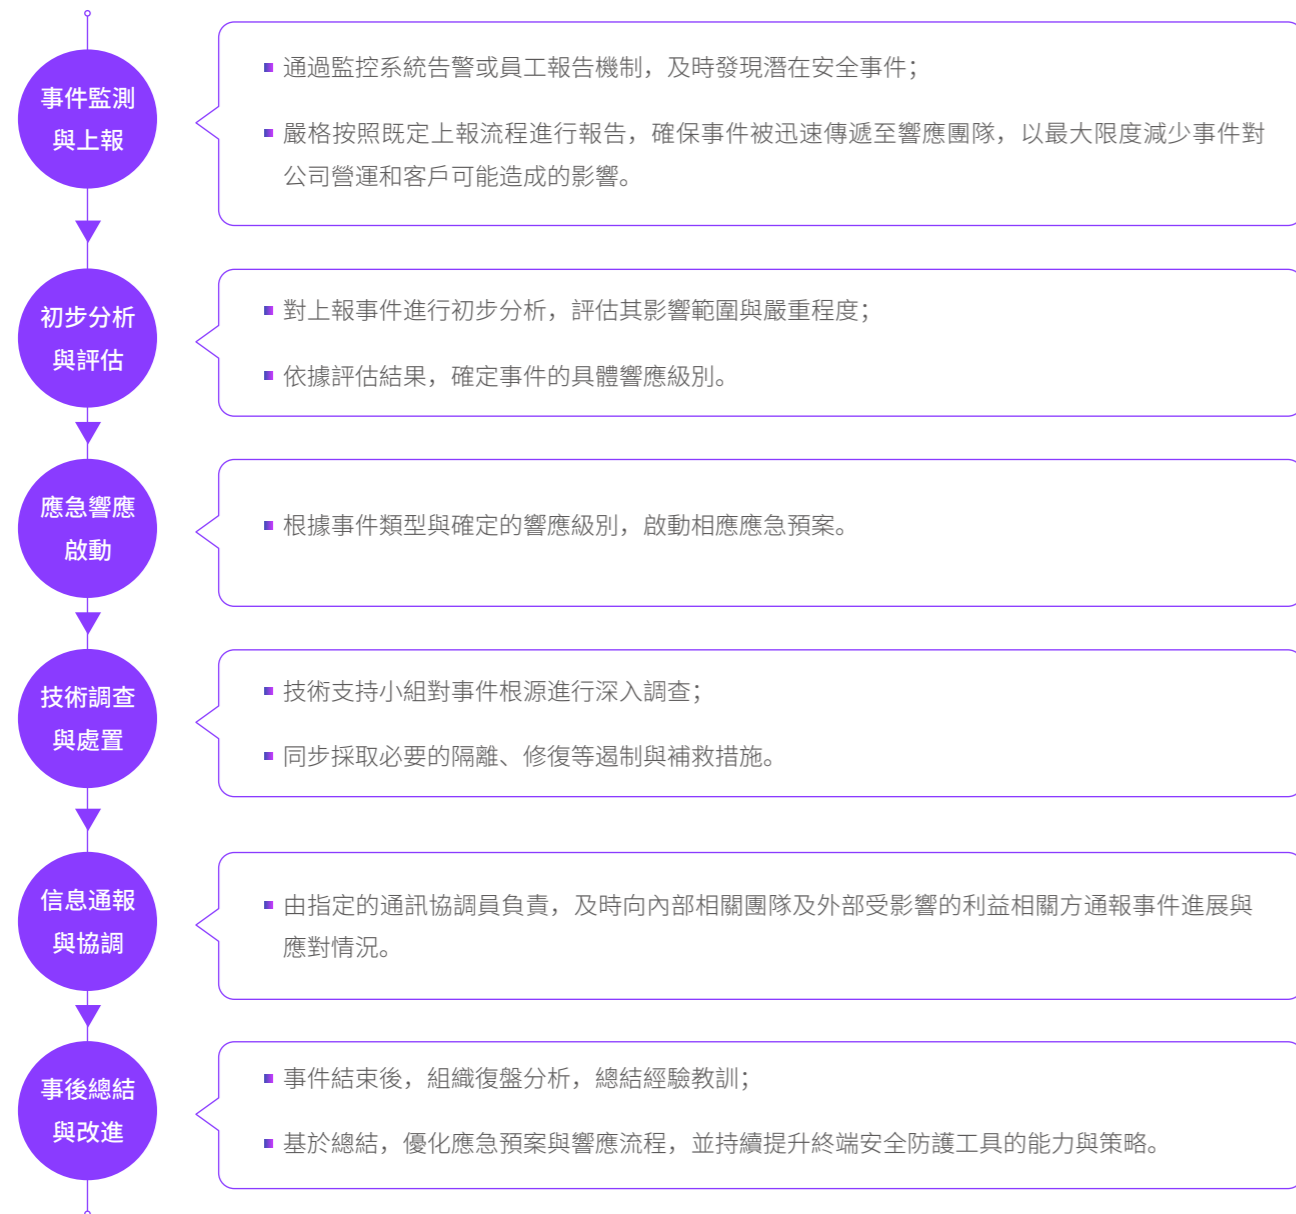 事件監測
與上報
通過監控系統告警或員工報告機制，及時發現潛在安全事件；
嚴格按照既定上報流程進行報告，確保事件被迅速傳遞至響應團隊，以最大限度減少事件對
公司營運和客戶可能造成的影響。
初步分析
與評估
對上報事件進行初步分析，評估其影響範圍與嚴重程度；
依據評估結果，確定事件的具體響應級別。
應急響應
啟動
根據事件類型與確定的響應級別，啟動相應應急預案。
技術調查
與處置
技術支持小組對事件根源進行深入調查；
同步採取必要的隔離、修復等遏制與補救措施。
信息通報
與協調
由指定的通訊協調員負責，及時向內部相關團隊及外部受影響的利益相關方通報事件進展與
應對情況。
事後總結
與改進
事件結束後，組織復盤分析，總結經驗教訓；
基於總結，優化應急預案與響應流程，並持續提升終端安全防護工具的能力與策略。